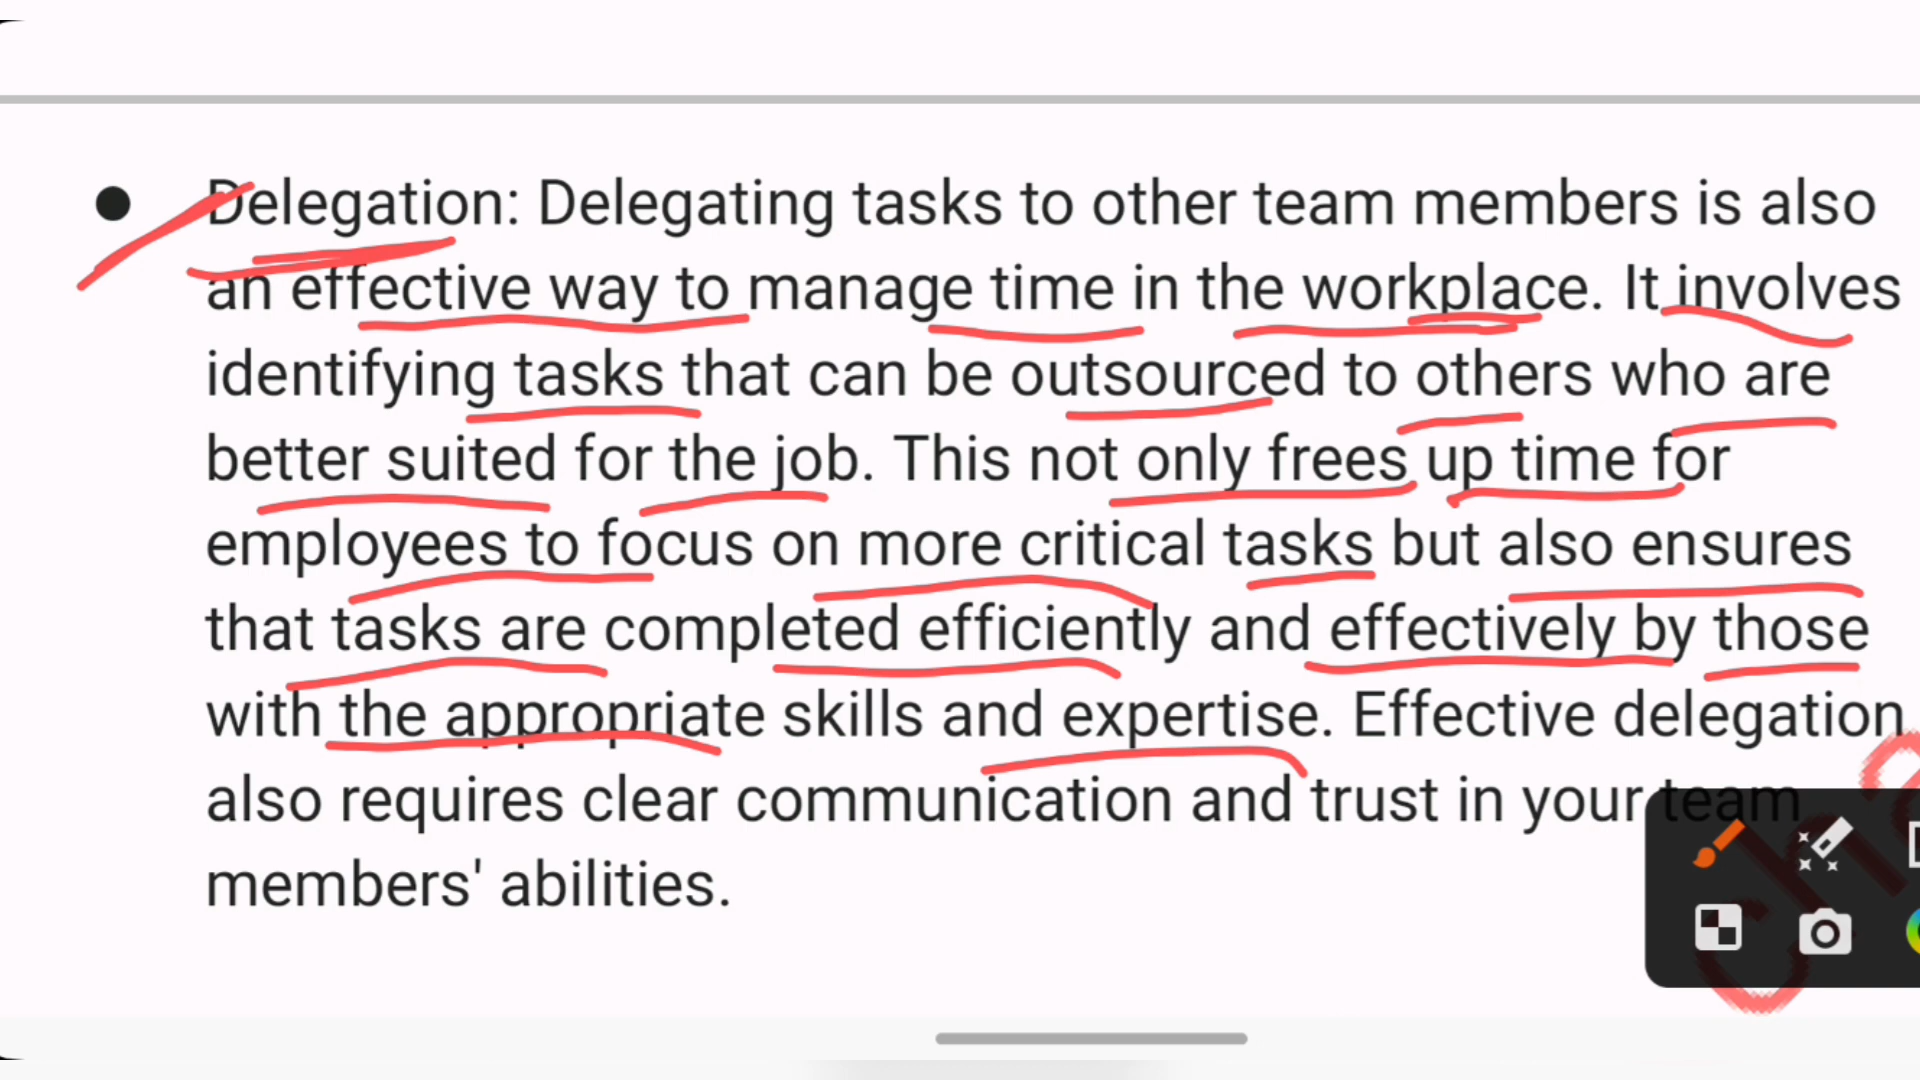 ● Delegation: Delegating tasks to other team members is also
an effective way to manage time in the workplace. It involves
identifying tasks that can be outsourced to others who are
better suited for the job. This not only frees up time for
employees to focus on more critical tasks but also ensures
that tasks are completed efficiently and effectively by those
with the appropriate skills and expertise. Effective delegation
also requires clear communication and trust in your team
members' abilities.